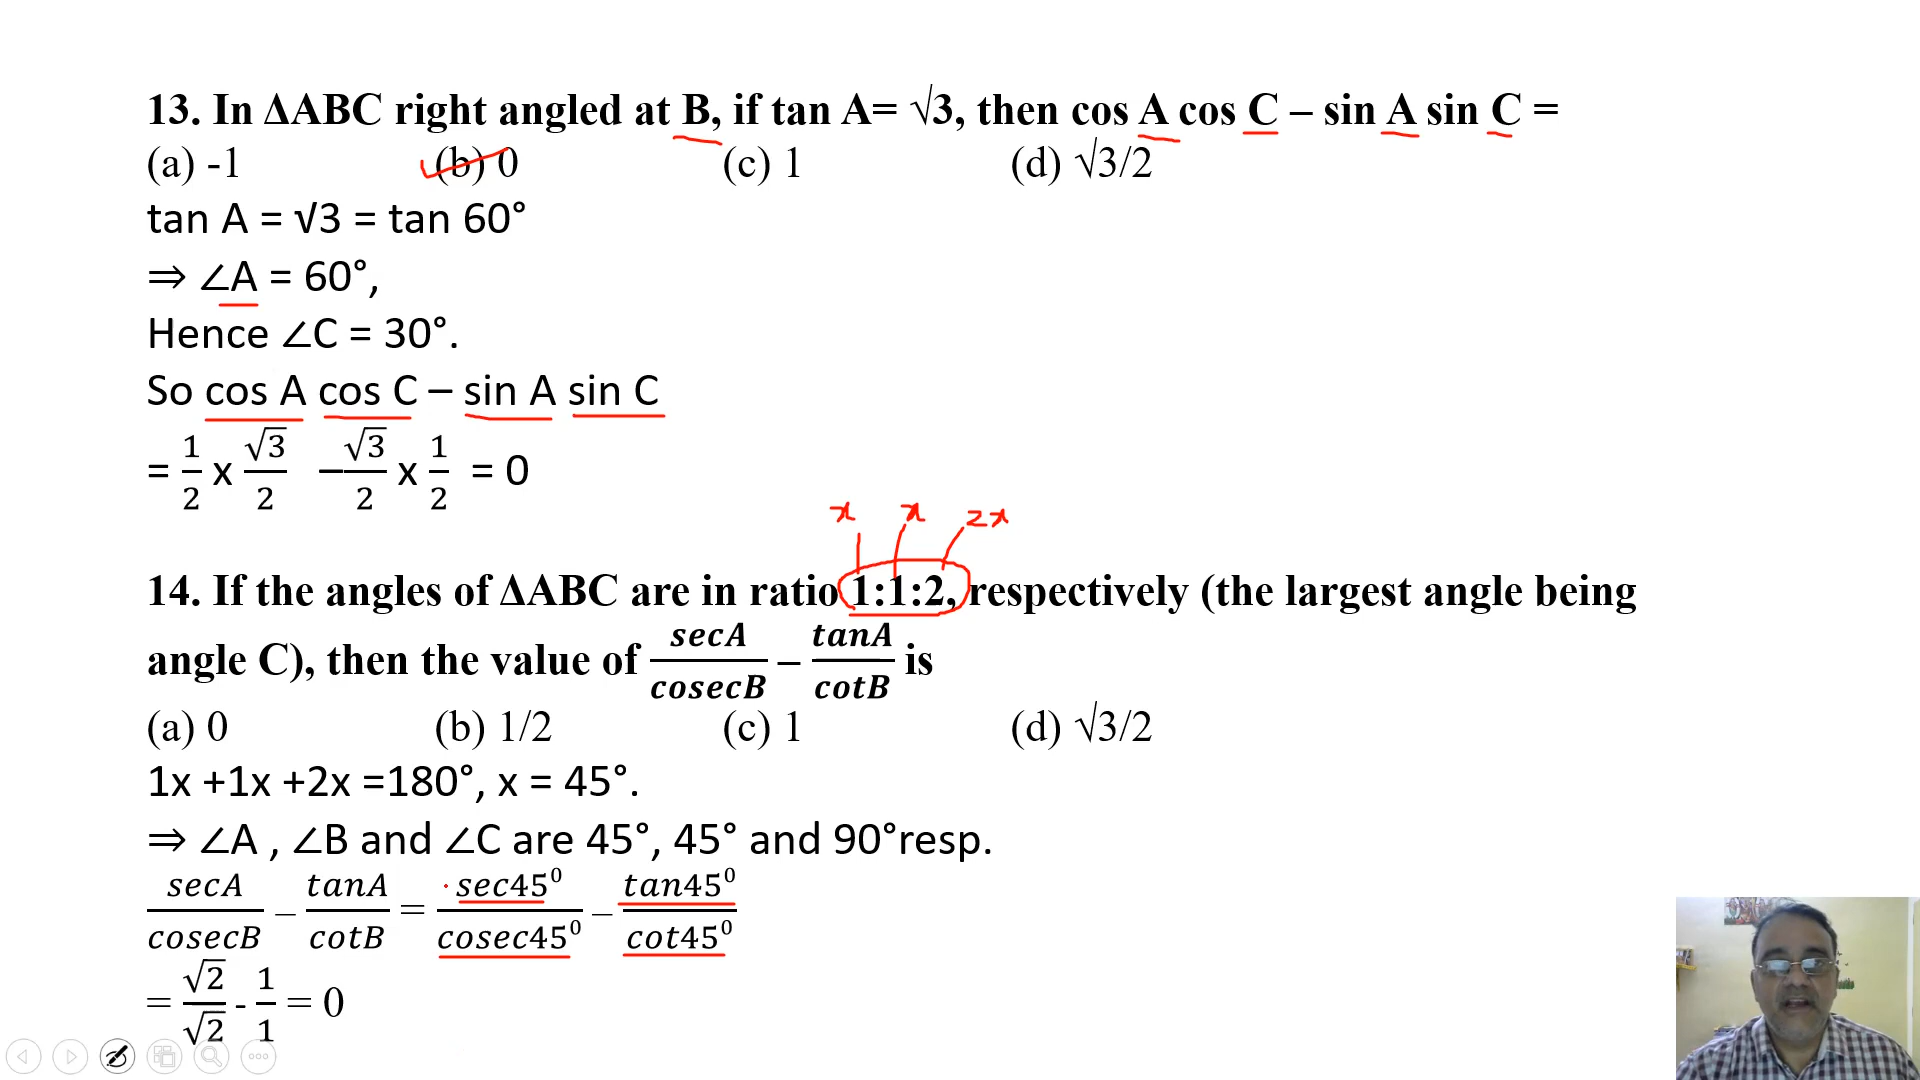 13. In ΔABC right angled at B, if tan A= √3, then cos A cos C – sin A sin C =
(a) -1 (b) 0 (c) 1 (d) √3/2
tan A = √3 = tan 60°
⇒ ∠A = 60°,
Hence ∠C = 30°.
So cos A cos C – sin A sin C
= 1/2 x √3/2 – √3/2 x 1/2 = 0
x x 2x
14. If the angles of ΔABC are in ratio 1:1:2, respectively (the largest angle being
angle C), then the value of secA/cosecB – tanA/cotB is
(a) 0 (b) 1/2 (c) 1 (d) √3/2
1x +1x +2x =180°, x = 45°.
⇒ ∠A , ∠B and ∠C are 45°, 45° and 90°resp.
secA/cosecB – tanA/cotB = sec45⁰/cosec45⁰ – tan45⁰/cot45⁰
= √2/√2 - 1/1 = 0